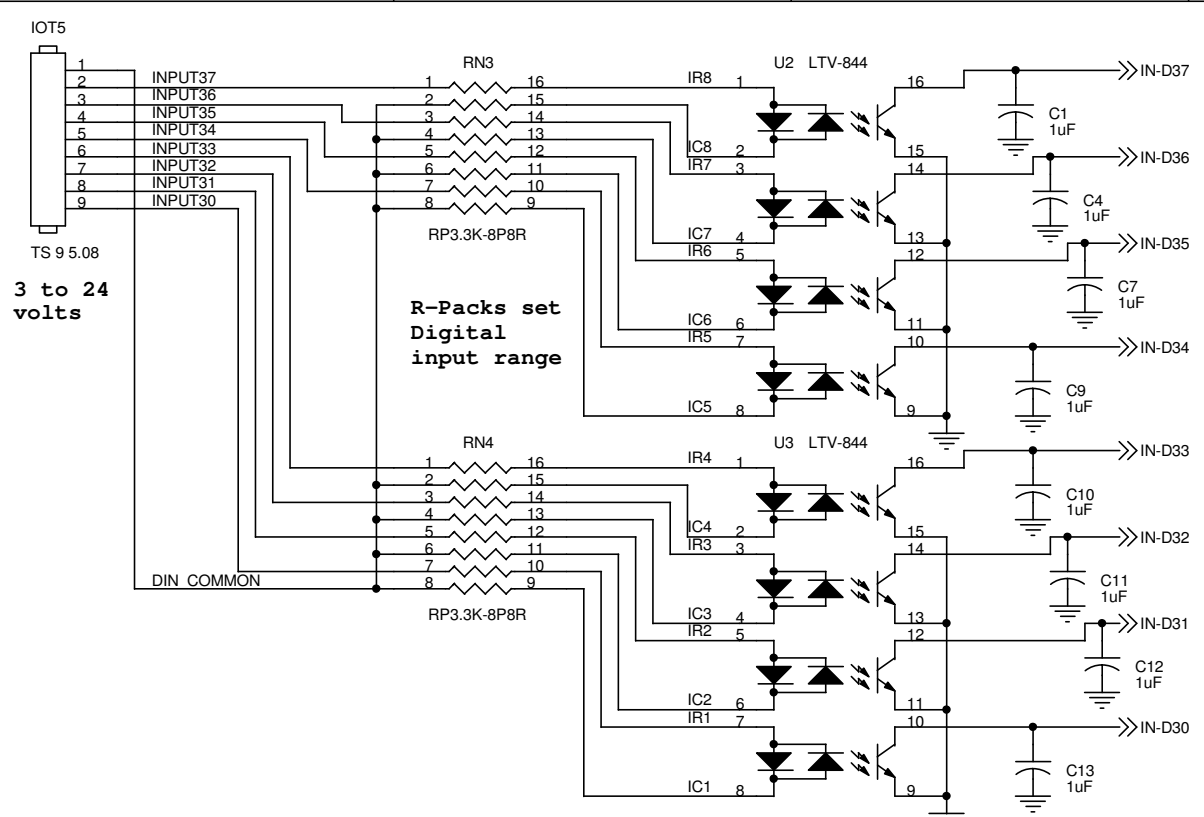 IOT5
1
2
3
4
5
6
7
8
9
TS 9 5.08
3 to 24
volts
INPUT37
INPUT36
INPUT35
INPUT34
INPUT33
INPUT32
INPUT31
INPUT30
DIN COMMON
RN3
1 16
2 15
3 14
4 13
5 12
6 11
7 10
8 9
RP3.3K-8P8R
R-Packs set
Digital
input range
RN4
1 16
2 15
3 14
4 13
5 12
6 11
7 10
8 9
RP3.3K-8P8R
U2 LTV-844
IR8 1 16
IC8 2 15
IR7 3 14
IC7 4 13
IR6 5 12
IC6 6 11
IR5 7 10
IC5 8 9
U3 LTV-844
IR4 1 16
IC4 2 15
IR3 3 14
IC3 4 13
IR2 5 12
IC2 6 11
IR1 7 10
IC1 8 9
IN-D37
C1
1uF
IN-D36
C4
1uF
IN-D35
C7
1uF
IN-D34
C9
1uF
IN-D33
C10
1uF
IN-D32
C11
1uF
IN-D31
C12
1uF
IN-D30
C13
1uF